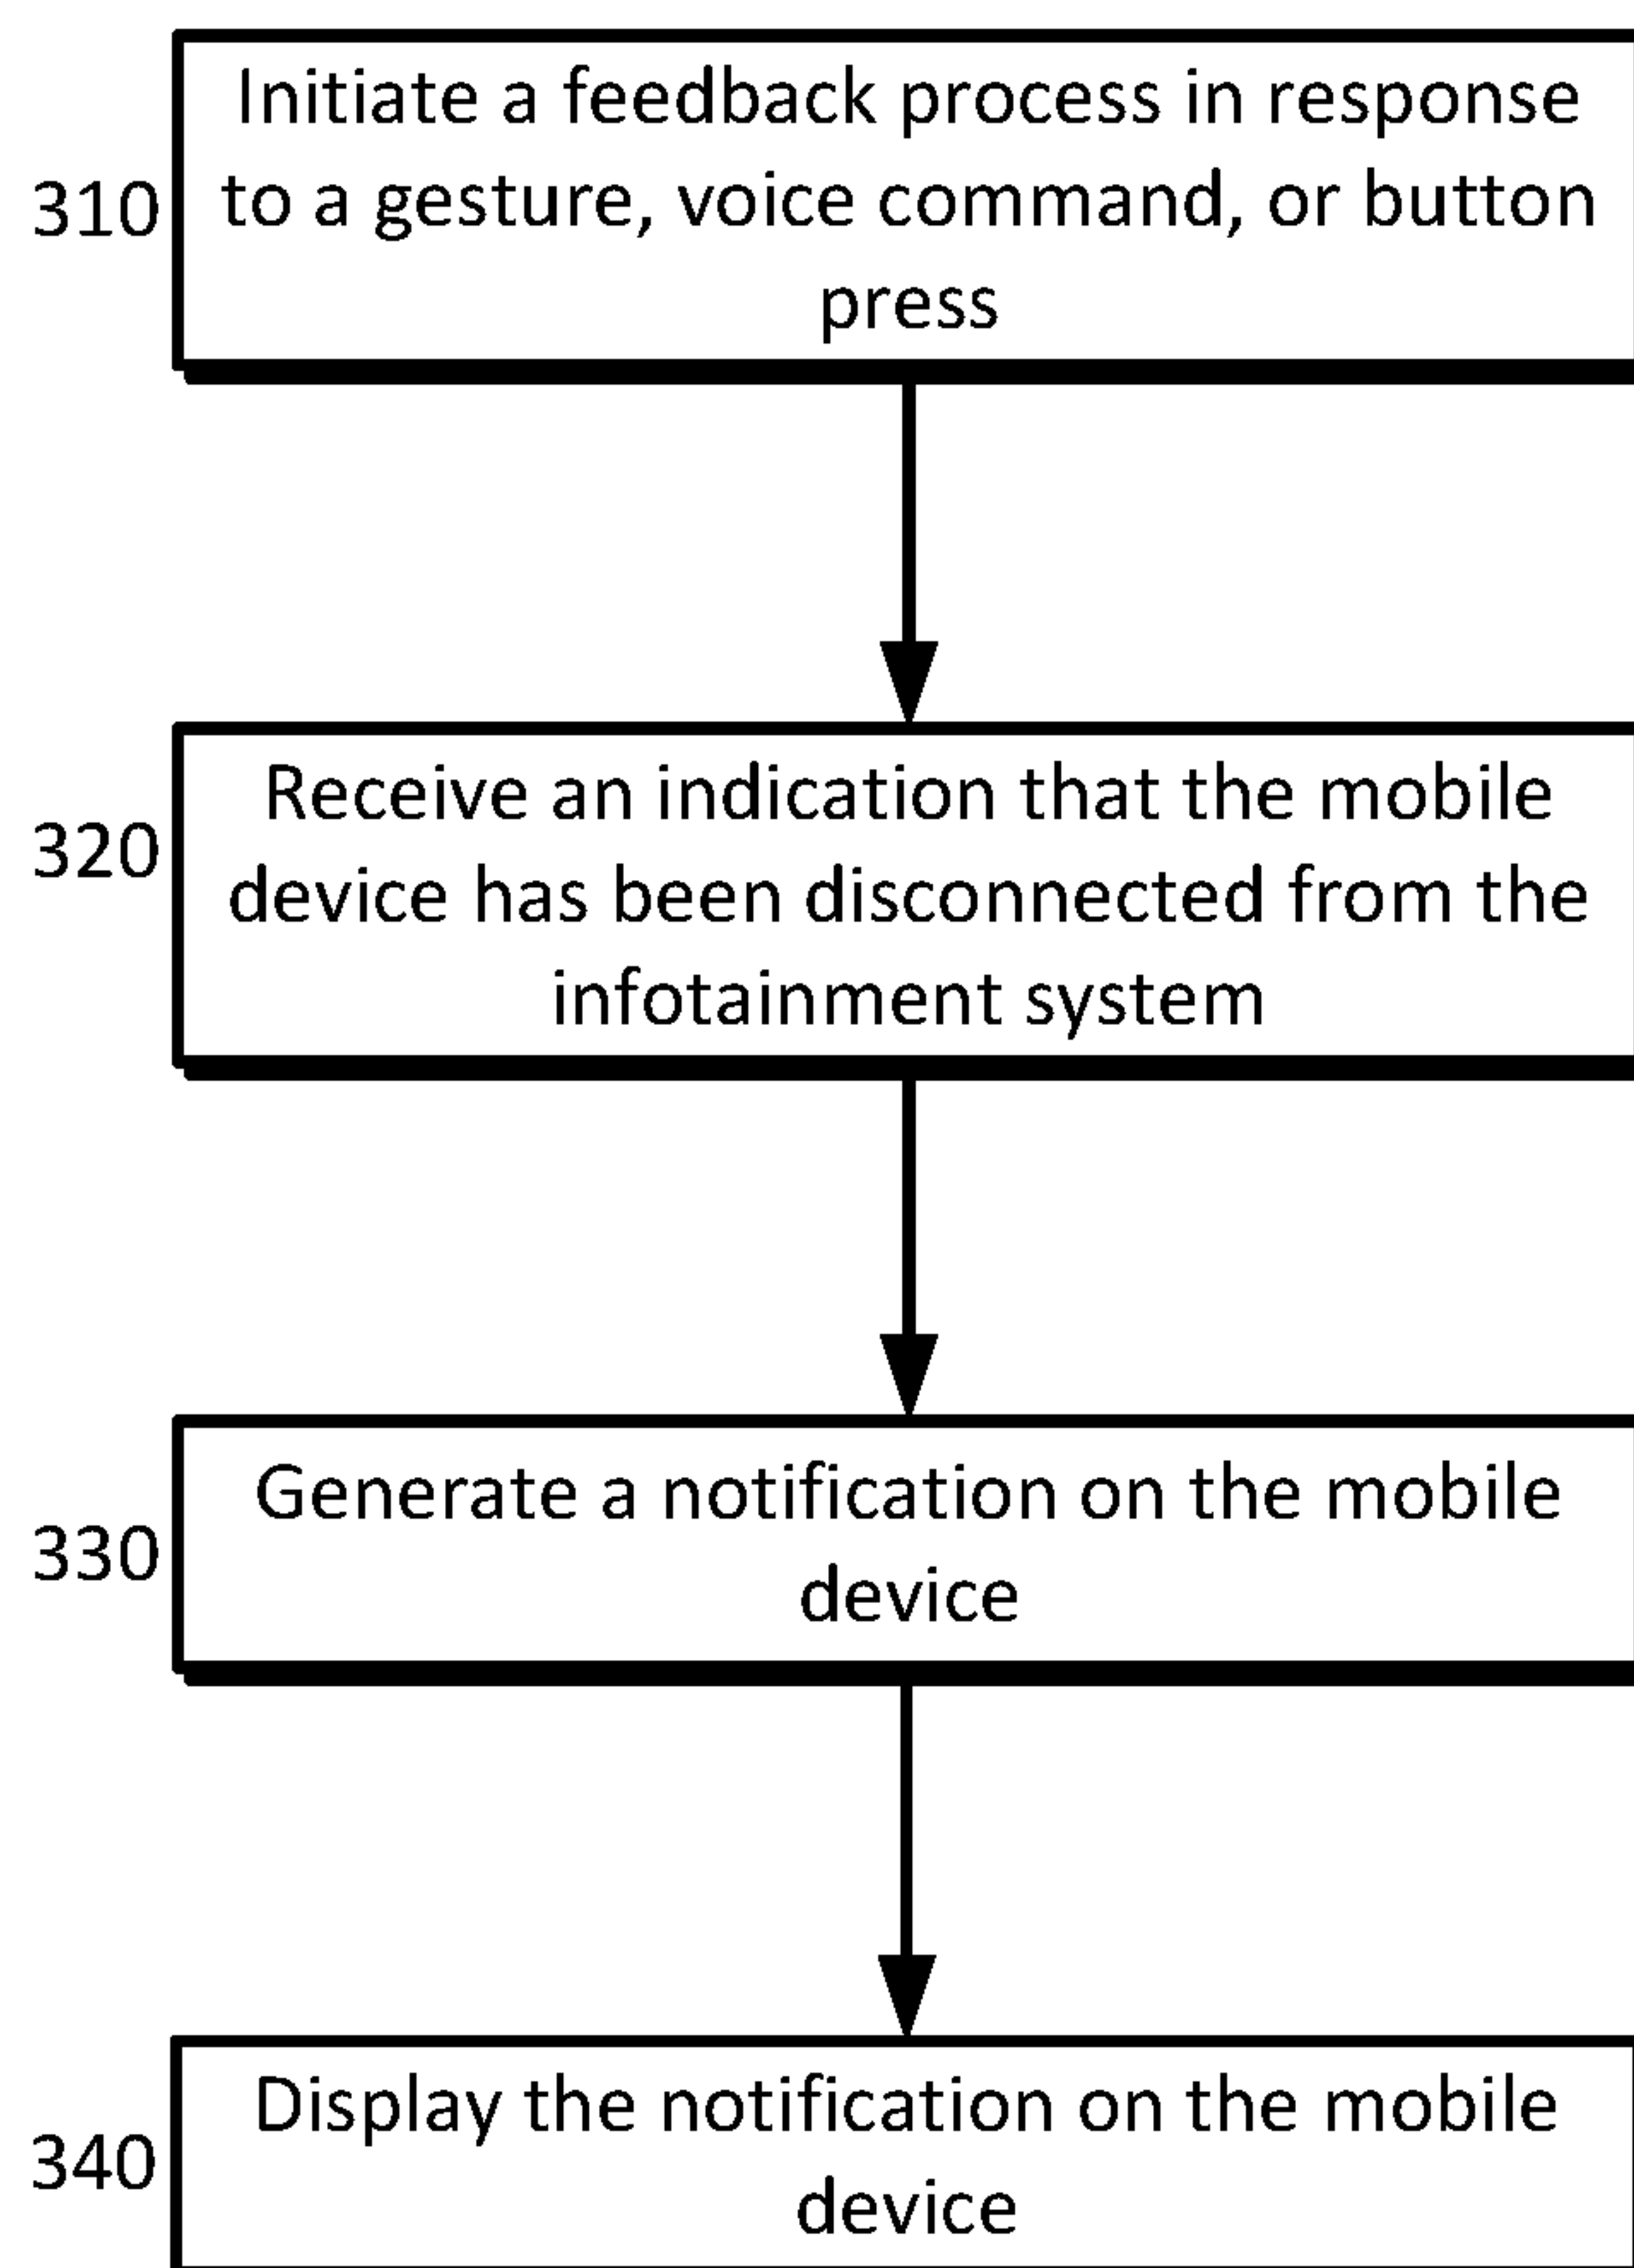 Initiate a feedback process in response
310
to a gesture, voice command, or button
press
Receive an indication that the mobile
320
device has been disconnected from the
infotainment system
Generate a notification on the mobile
330
device
Display the notification on the mobile
340
device